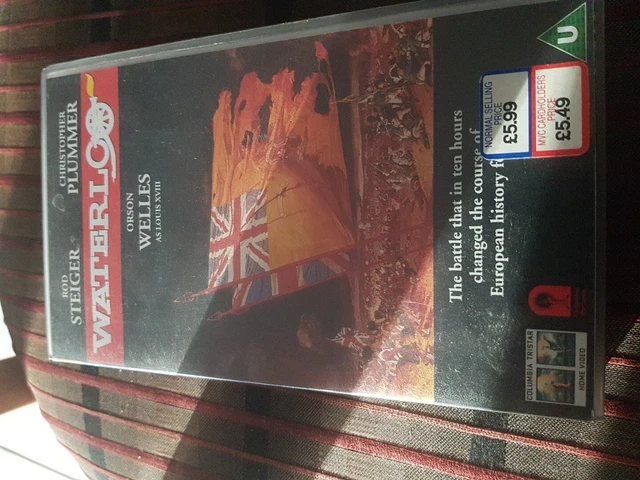 ROD
STEIGER
CHRISTOPHER
PLUMMER
WATERLOO
ORSON
WELLES
AS LOUIS XVIII
The battle that in ten hours
changed the course of
European history
NORMAL SELLING
PRICE
£5.99
MVC CARDHOLDERS
PRICE
£5.49
U
COLUMBIA TRISTAR
HOME VIDEO